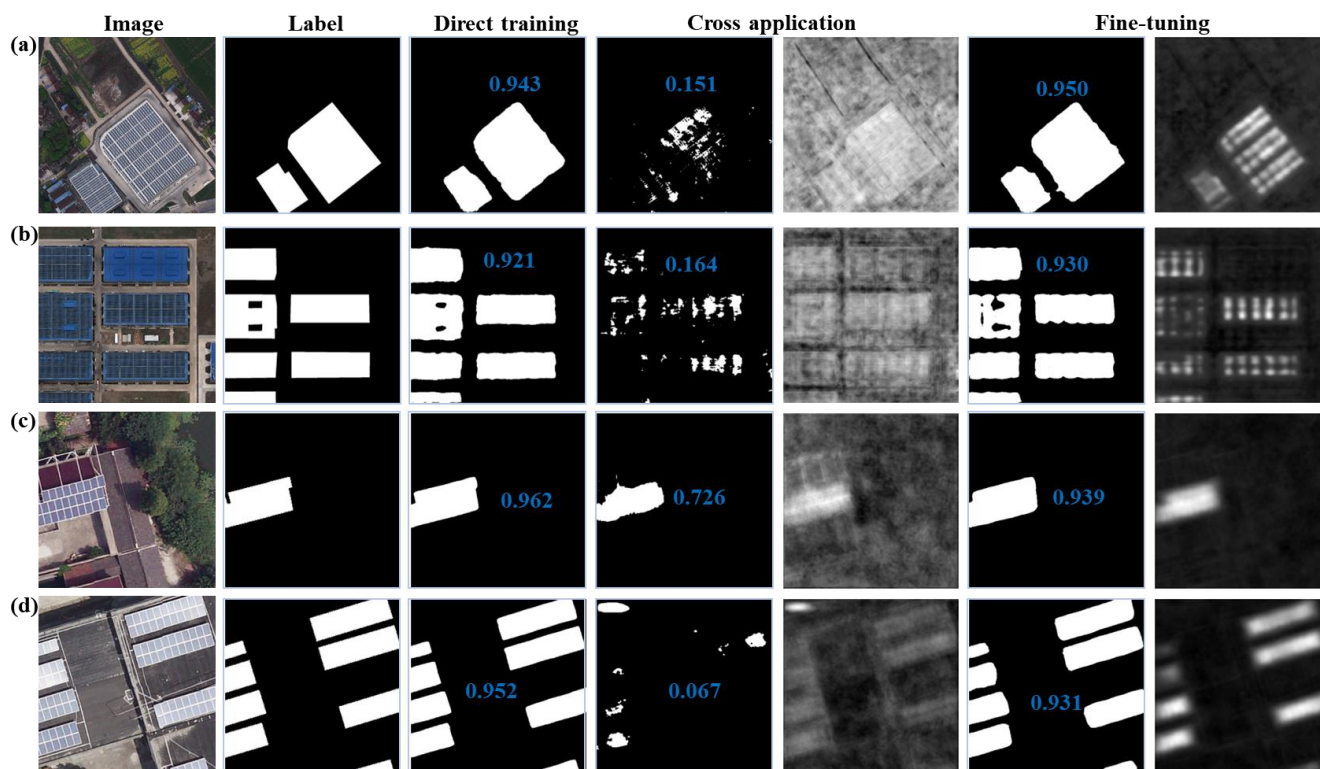 Image Label Direct training Cross application Fine-tuning
(a) 0.943 0.151 0.950
(b) 0.921 0.164 0.930
(c) 0.962 0.726 0.939
(d) 0.952 0.067 0.931